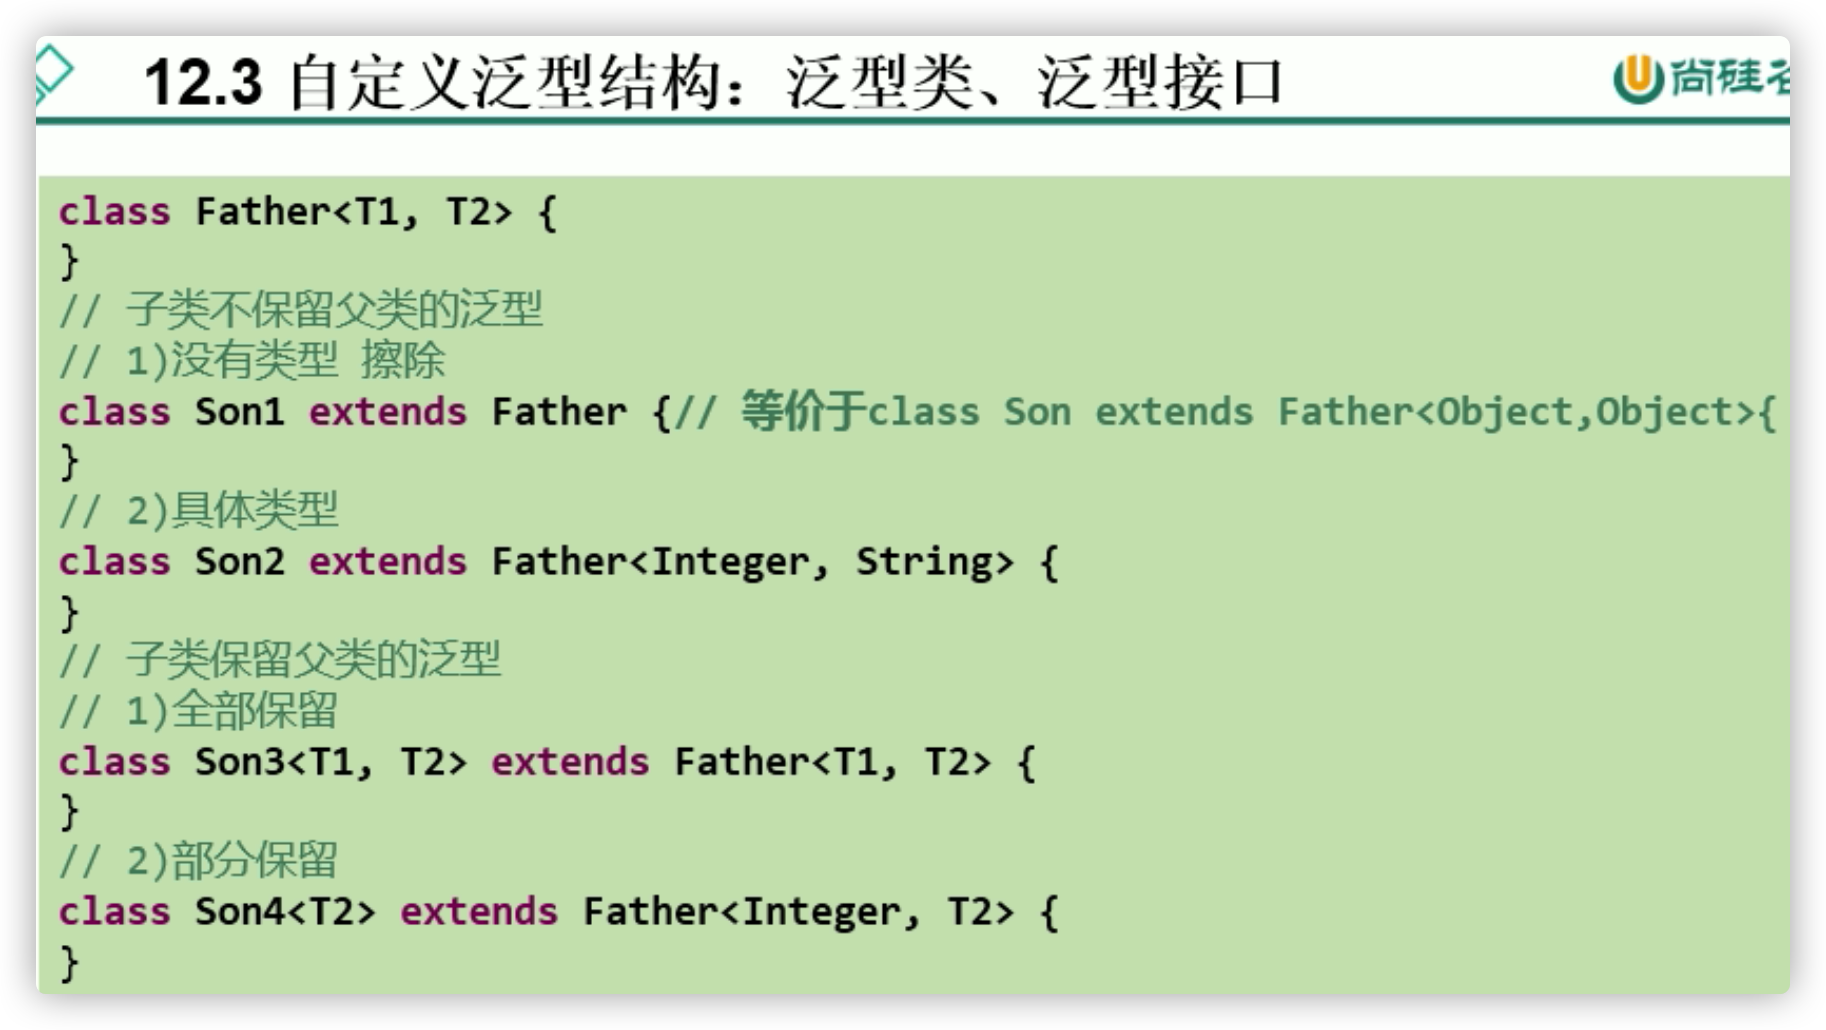 12.3 自定义泛型结构：泛型类、泛型接口
尚硅谷
class Father<T1, T2> {
}
// 子类不保留父类的泛型
// 1)没有类型 擦除
class Son1 extends Father {// 等价于class Son extends Father<Object,Object>{
}
// 2)具体类型
class Son2 extends Father<Integer, String> {
}
// 子类保留父类的泛型
// 1)全部保留
class Son3<T1, T2> extends Father<T1, T2> {
}
// 2)部分保留
class Son4<T2> extends Father<Integer, T2> {
}